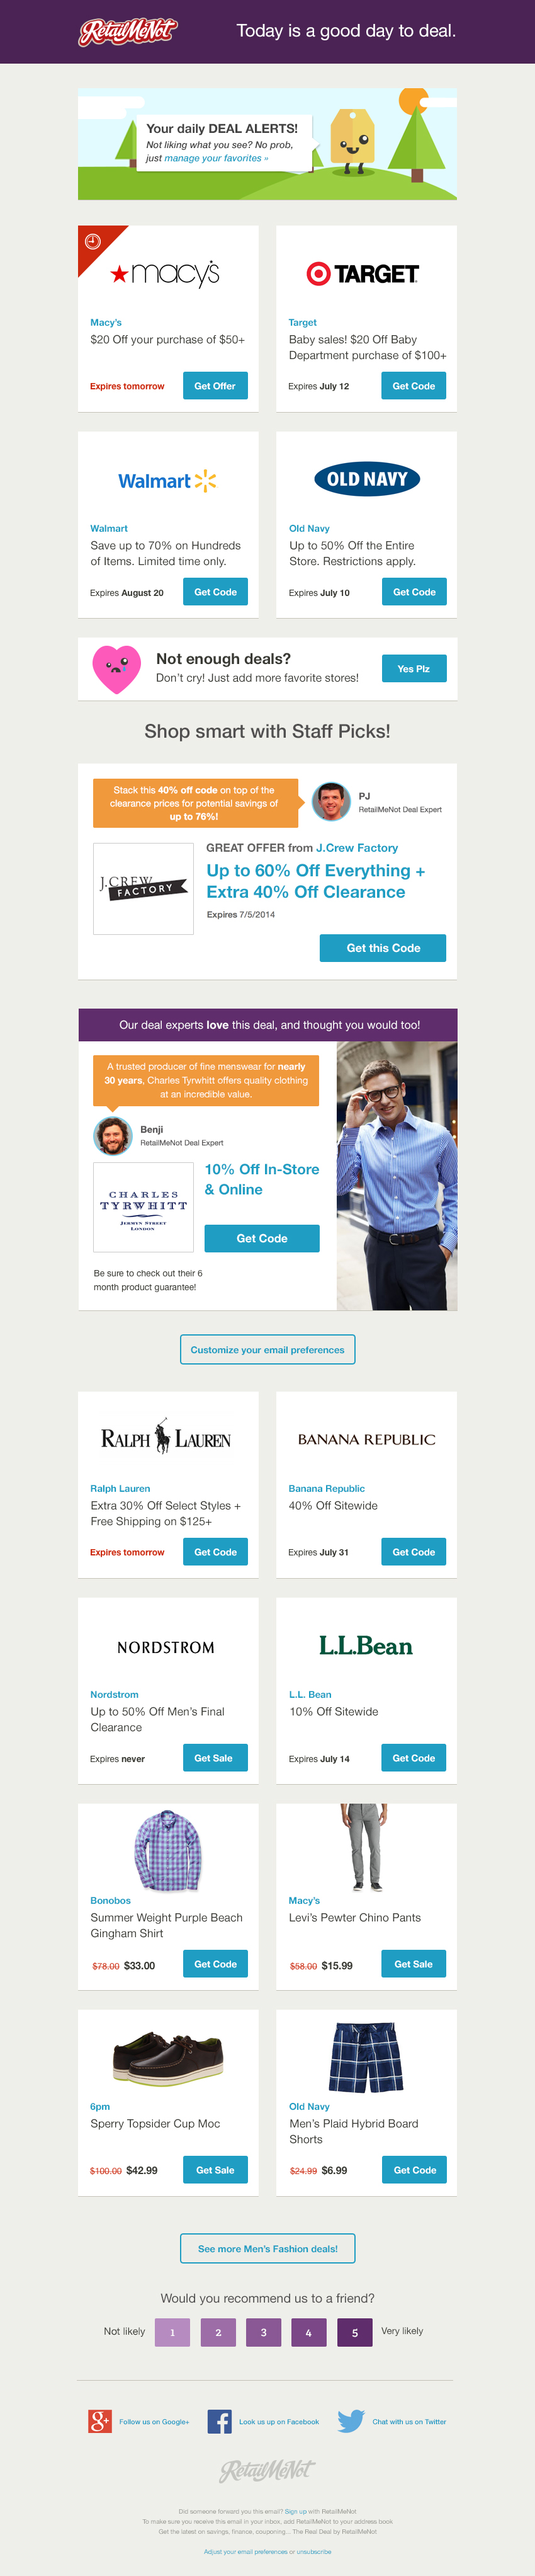 RetailMeNot
Today is a good day to deal.
Your daily DEAL ALERTS!
Not liking what you see? No prob,
just manage your favorites »
macy's
Macy's
$20 Off your purchase of $50+
Expires tomorrow
Get Offer
TARGET
Target
Baby sales! $20 Off Baby
Department purchase of $100+
Expires July 12
Get Code
Walmart
Walmart
Save up to 70% on Hundreds
of Items. Limited time only.
Expires August 20
Get Code
OLD NAVY
Old Navy
Up to 50% Off the Entire
Store. Restrictions apply.
Expires July 10
Get Code
Not enough deals?
Don't cry! Just add more favorite stores!
Yes Plz
Shop smart with Staff Picks!
Stack this 40% off code on top of the
clearance prices for potential savings of
up to 76%!
PJ
RetailMeNot Deal Expert
J.CREW
FACTORY
GREAT OFFER from J.Crew Factory
Up to 60% Off Everything +
Extra 40% Off Clearance
Expires 7/5/2014
Get this Code
Our deal experts love this deal, and thought you would too!
A trusted producer of fine menswear for nearly
30 years, Charles Tyrwhitt offers quality clothing
at an incredible value.
Benji
RetailMeNot Deal Expert
CHARLES
TYRWHITT
JERMYN STREET
LONDON
10% Off In-Store
& Online
Get Code
Be sure to check out their 6
month product guarantee!
Customize your email preferences
RALPH LAUREN
Ralph Lauren
Extra 30% Off Select Styles +
Free Shipping on $125+
Expires tomorrow
Get Code
BANANA REPUBLIC
Banana Republic
40% Off Sitewide
Expires July 31
Get Code
NORDSTROM
Nordstrom
Up to 50% Off Men's Final
Clearance
Expires never
Get Sale
L.L.Bean
L.L. Bean
10% Off Sitewide
Expires July 14
Get Code
Bonobos
Summer Weight Purple Beach
Gingham Shirt
$78.00 $33.00
Get Code
Macy's
Levi's Pewter Chino Pants
$58.00 $15.99
Get Sale
6pm
Sperry Topsider Cup Moc
$100.00 $42.99
Get Sale
Old Navy
Men's Plaid Hybrid Board
Shorts
$24.99 $6.99
Get Code
See more Men's Fashion deals!
Would you recommend us to a friend?
Not likely 1 2 3 4 5 Very likely
g+ Follow us on Google+
f Look us up on Facebook
Chat with us on Twitter
RetailMeNot
Did someone forward you this email? Sign up with RetailMeNot
To make sure you receive this email in your inbox, add RetailMeNot to your address book
Get the latest on savings, finance, couponing... The Real Deal by RetailMeNot
Adjust your email preferences or unsubscribe